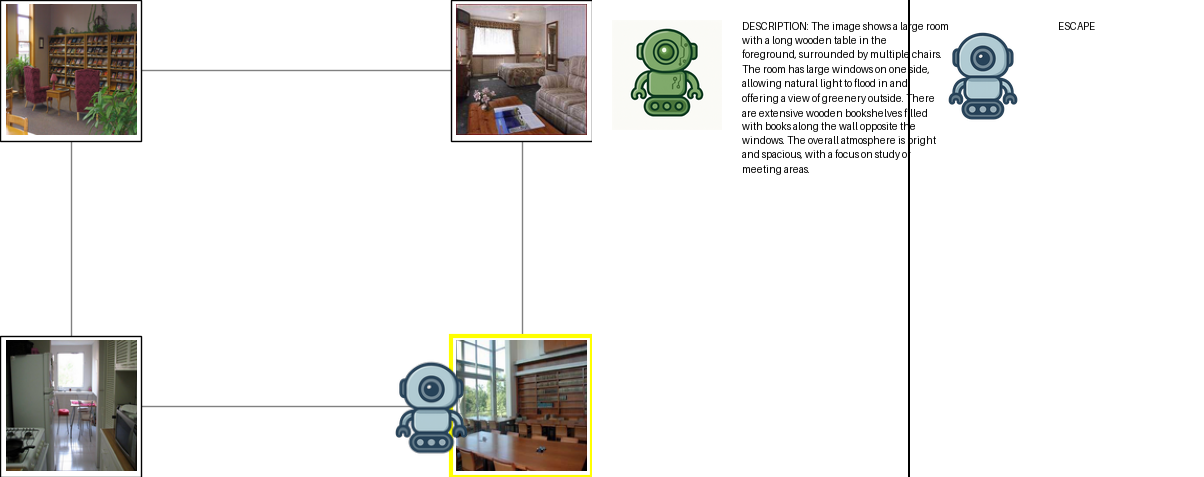 DESCRIPTION: The image shows a large room
with a long wooden table in the
foreground, surrounded by multiple chairs.
The room has large windows on one side,
allowing natural light to flood in and
offering a view of greenery outside. There
are extensive wooden bookshelves filled
with books along the wall opposite the
windows. The overall atmosphere is bright
and spacious, with a focus on study or
meeting areas.
ESCAPE